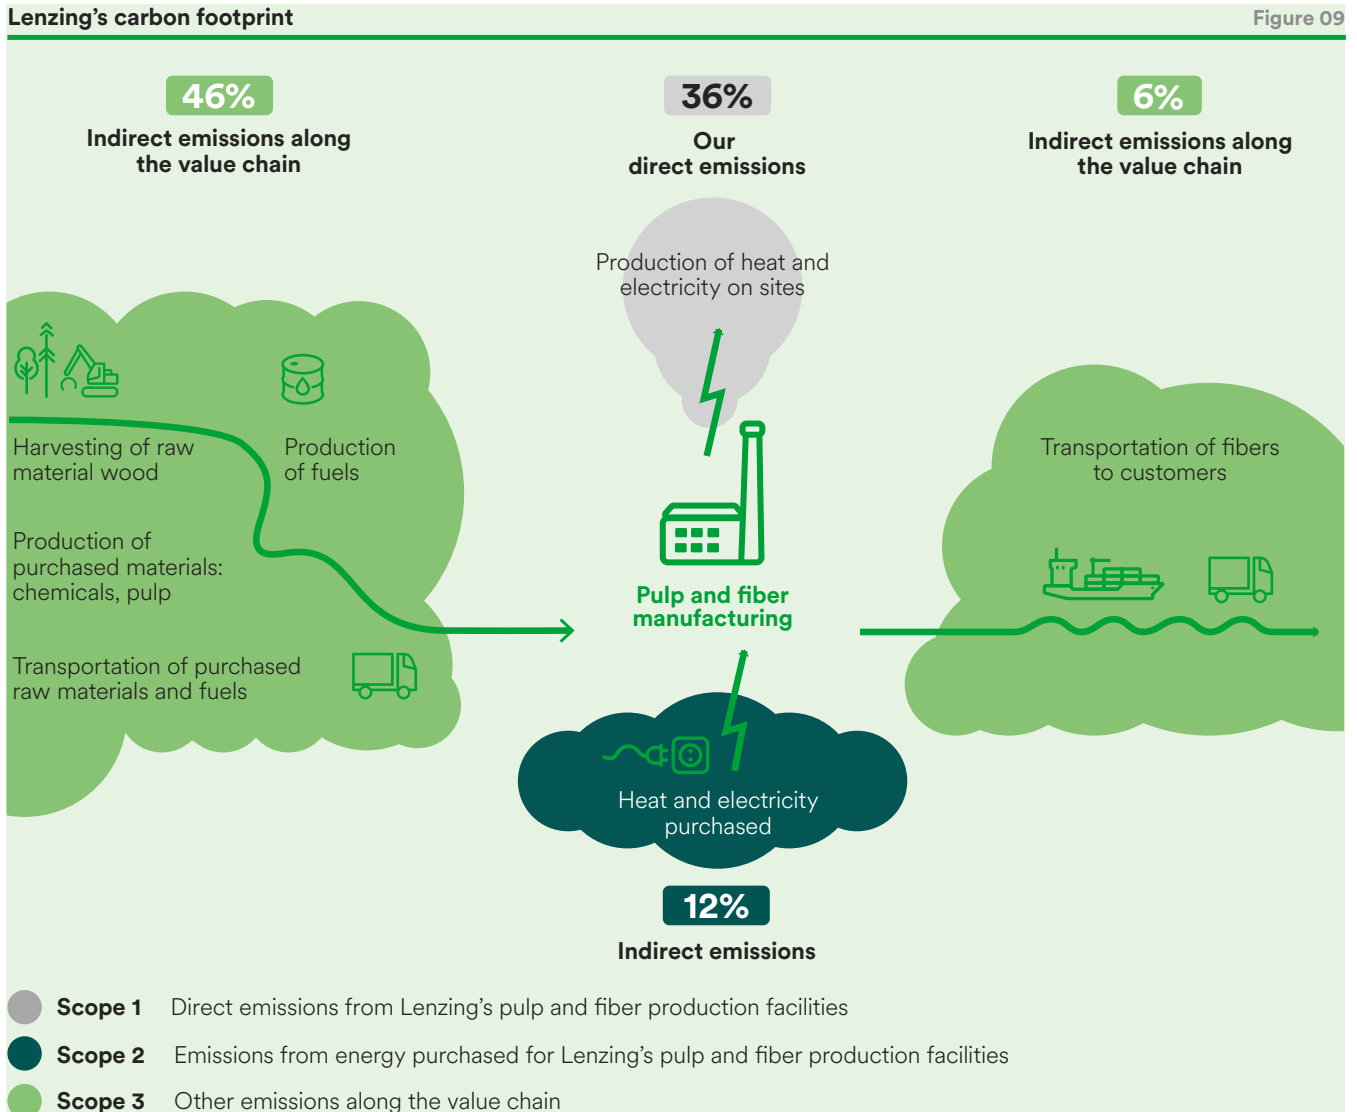 Lenzing’s carbon footprint
Figure 09
46%
Indirect emissions along
the value chain
36%
Our
direct emissions
6%
Indirect emissions along
the value chain
Production of heat and
electricity on sites
Harvesting of raw
material wood
Production
of fuels
Production of
purchased materials:
chemicals, pulp
Transportation of purchased
raw materials and fuels
Pulp and fiber
manufacturing
Transportation of fibers
to customers
Heat and electricity
purchased
12%
Indirect emissions
Scope 1 Direct emissions from Lenzing’s pulp and fiber production facilities
Scope 2 Emissions from energy purchased for Lenzing’s pulp and fiber production facilities
Scope 3 Other emissions along the value chain